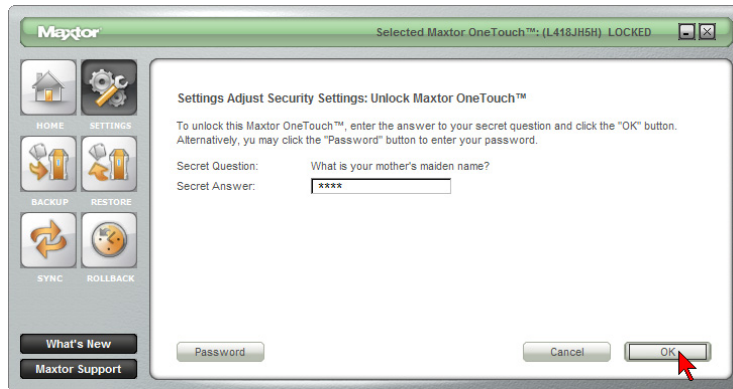 Maxtor
Selected Maxtor OneTouch™: (L418JH5H) LOCKED
HOME SETTINGS
BACKUP RESTORE
SYNC ROLLBACK
What's New
Maxtor Support
Settings Adjust Security Settings: Unlock Maxtor OneTouch™
To unlock this Maxtor OneTouch™, enter the answer to your secret question and click the "OK" button.
Alternatively, yu may click the "Password" button to enter your password.
Secret Question: What is your mother's maiden name?
Secret Answer: ****
Password Cancel OK